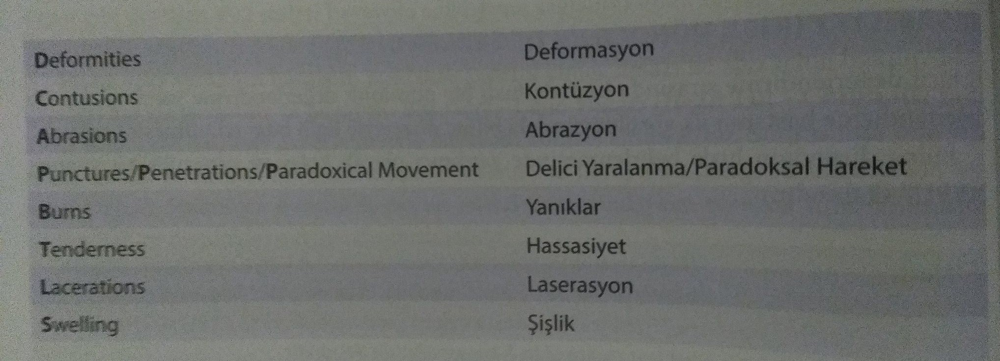 Deformities Deformasyon
Contusions Kontüzyon
Abrasions Abrazyon
Punctures/Penetrations/Paradoxical Movement Delici Yaralanma/Paradoksal Hareket
Burns Yanıklar
Tenderness Hassasiyet
Lacerations Laserasyon
Swelling Şişlik